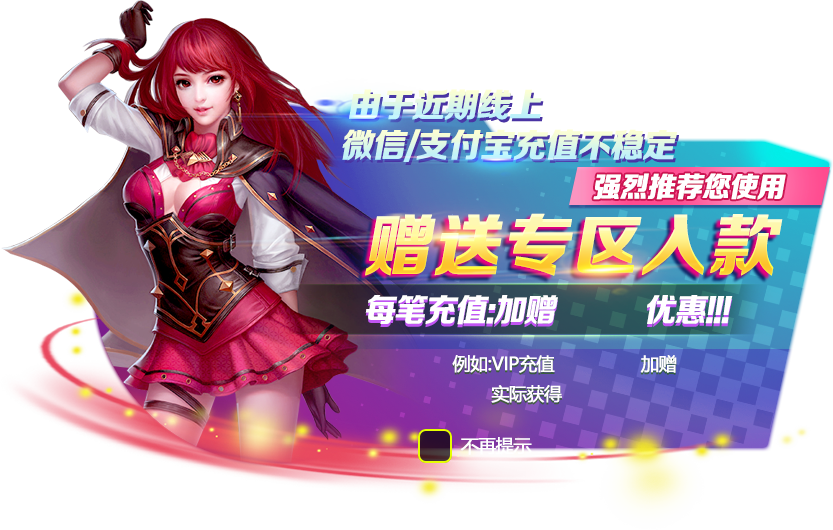 由于近期线上
微信/支付宝充值不稳定
强烈推荐您使用
赠送专区入款
每笔充值:加赠 优惠!!!
例如:VIP充值 加赠
实际获得
不再提示